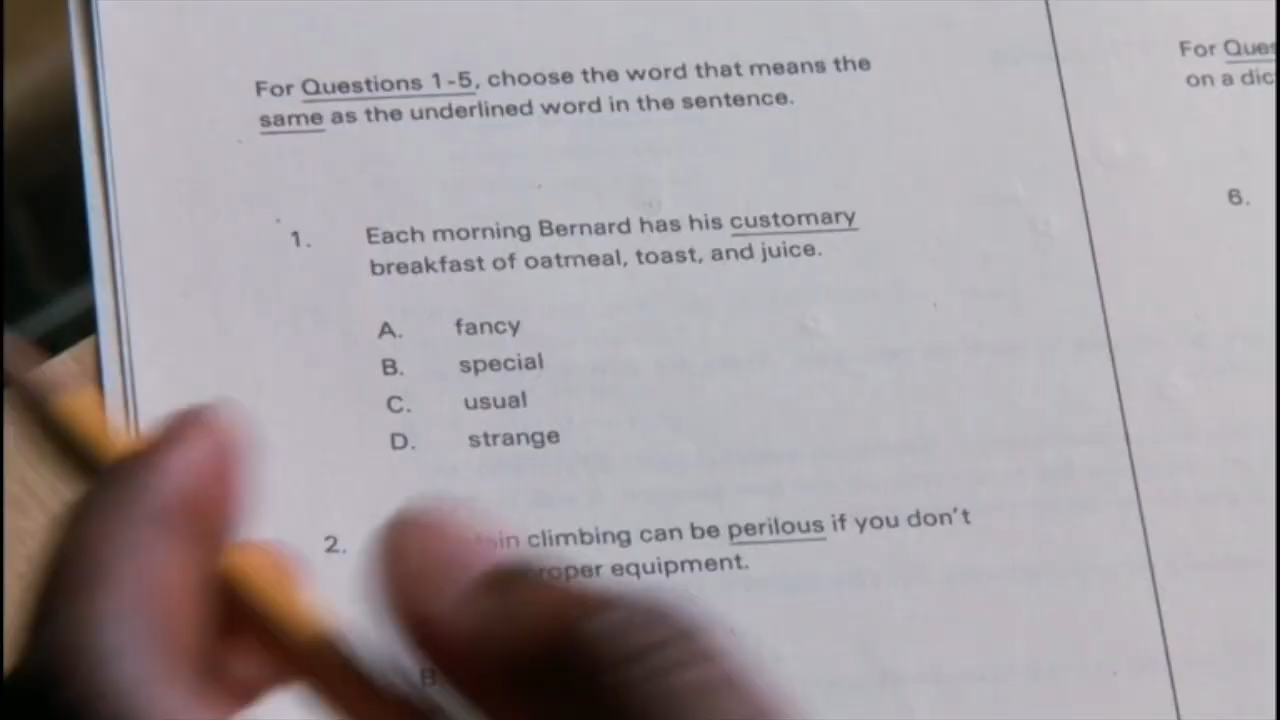 For Questions 1-5, choose the word that means the
same as the underlined word in the sentence.
1. Each morning Bernard has his customary
breakfast of oatmeal, toast, and juice.
A. fancy
B. special
C. usual
D. strange
2. climbing can be perilous if you don't
equipment.
B
For
on a
6.